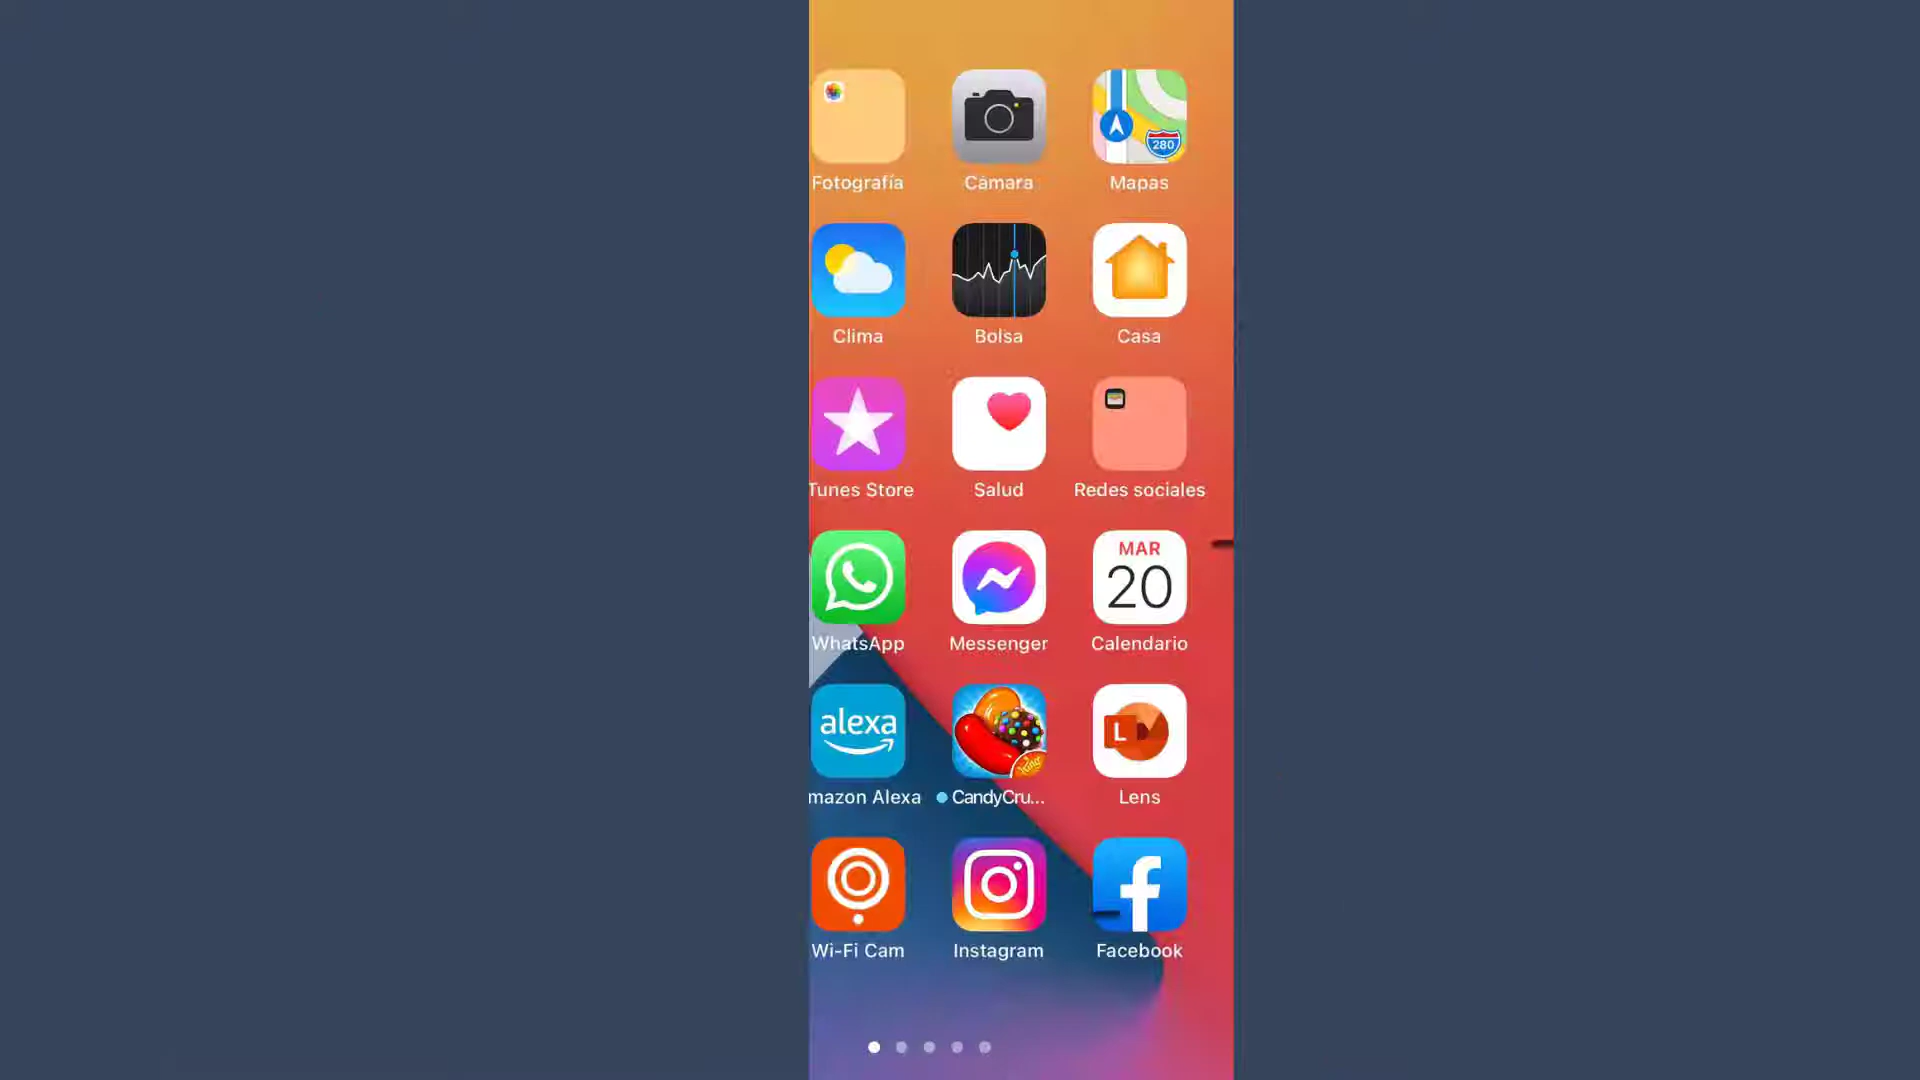 280
Fotografía Cámara Mapas
Clima Bolsa Casa
Tunes Store Salud Redes sociales
MAR
20
WhatsApp Messenger Calendario
alexa
King
L
mazon Alexa CandyCru... Lens
f
Wi-Fi Cam Instagram Facebook